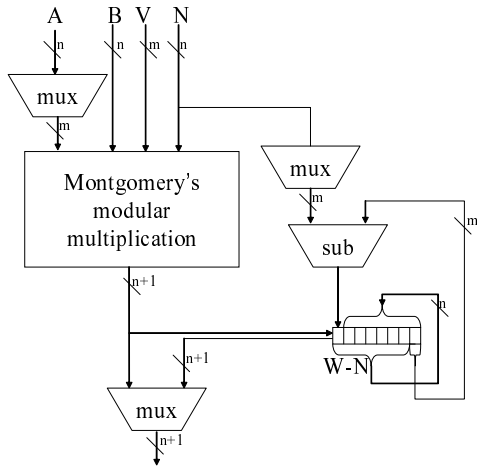 A B V N
n n m n
mux
m
mux
m
Montgomery's
modular
multiplication
m
sub
n+1
n
W-N
n+1
mux
n+1